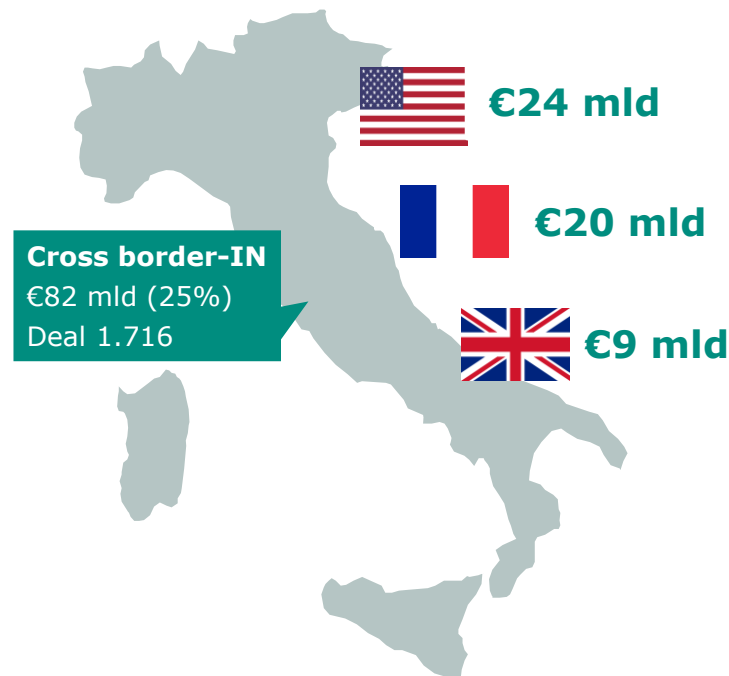 €24 mld
€20 mld
Cross border-IN
€82 mld (25%)
Deal 1.716
€9 mld